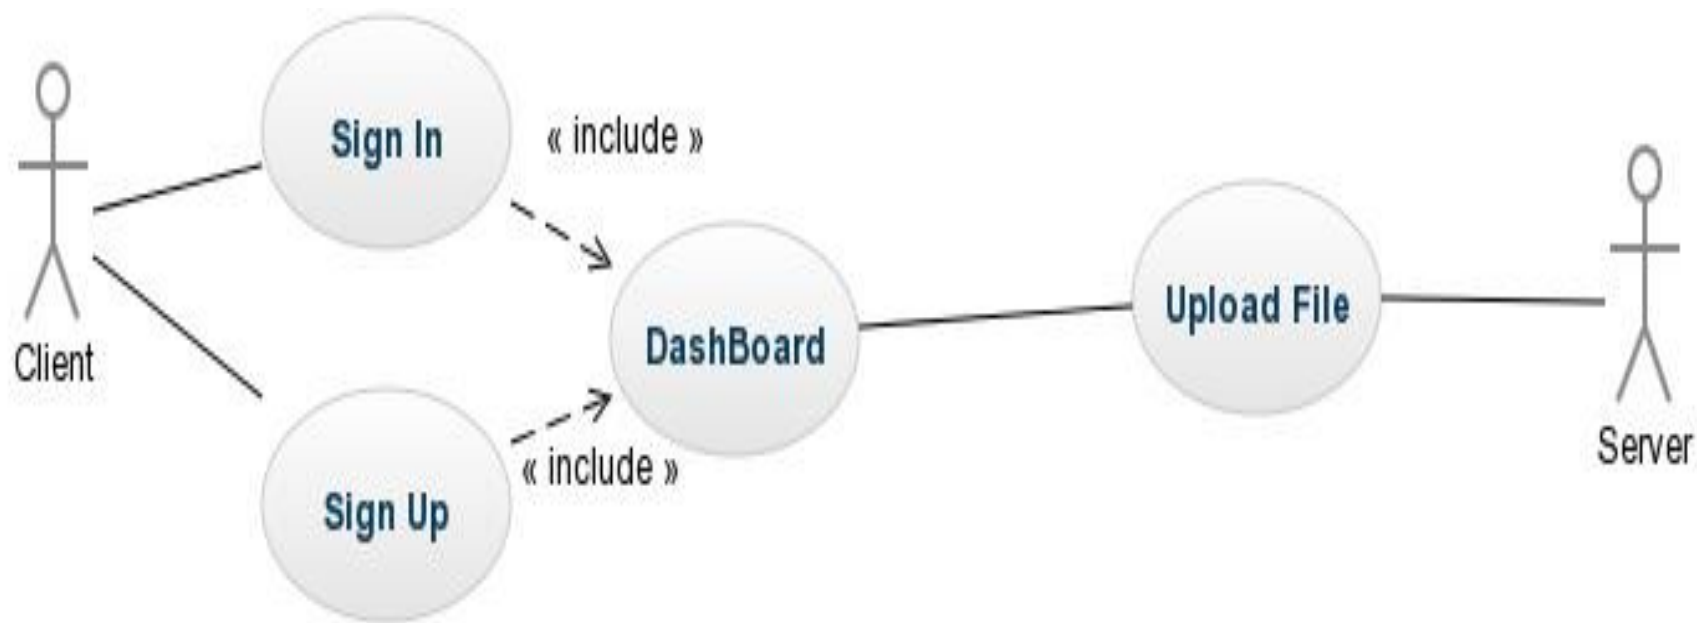 Sign In
« include »
Client
DashBoard
Upload File
Server
« include »
Sign Up